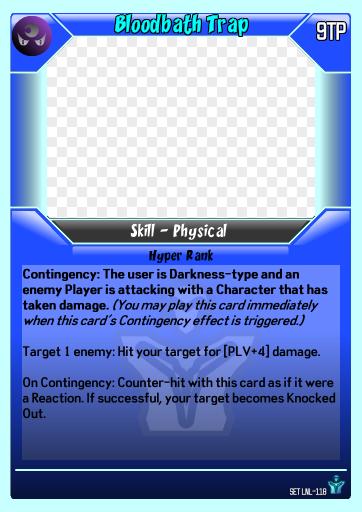 Bloodbath Trap
9TP
Skill - Physical
Hyper Rank
Contingency: The user is Darkness-type and an
enemy Player is attacking with a Character that has
taken damage. (You may play this card immediately
when this card's Contingency effect is triggered.)
Target 1 enemy: Hit your target for [PLV+4] damage.
On Contingency: Counter-hit with this card as if it were
a Reaction. If successful, your target becomes Knocked
Out.
SET LNL-118